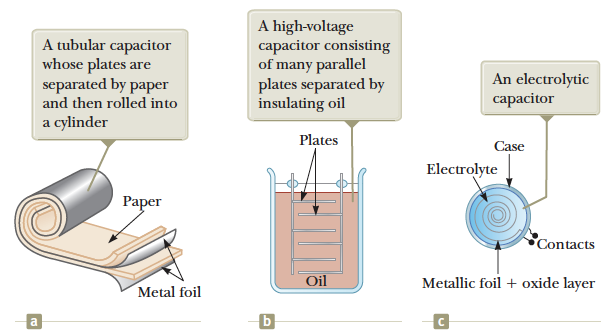 A tubular capacitor
whose plates are
separated by paper
and then rolled into
a cylinder
Paper
Metal foil
a
A high-voltage
capacitor consisting
of many parallel
plates separated by
insulating oil
Plates
Oil
b
An electrolytic
capacitor
Case
Electrolyte
Contacts
Metallic foil + oxide layer
c